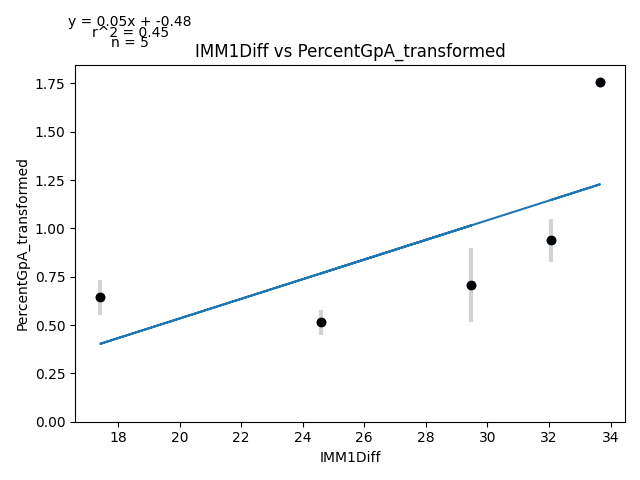 y = 0.05x + -0.48
r^2 = 0.45
n = 5
IMM1Diff vs PercentGpA_transformed
PercentGpA_transformed
1.75
1.50
1.25
1.00
0.75
0.50
0.25
0.00
18 20 22 24 26 28 30 32 34
IMM1Diff